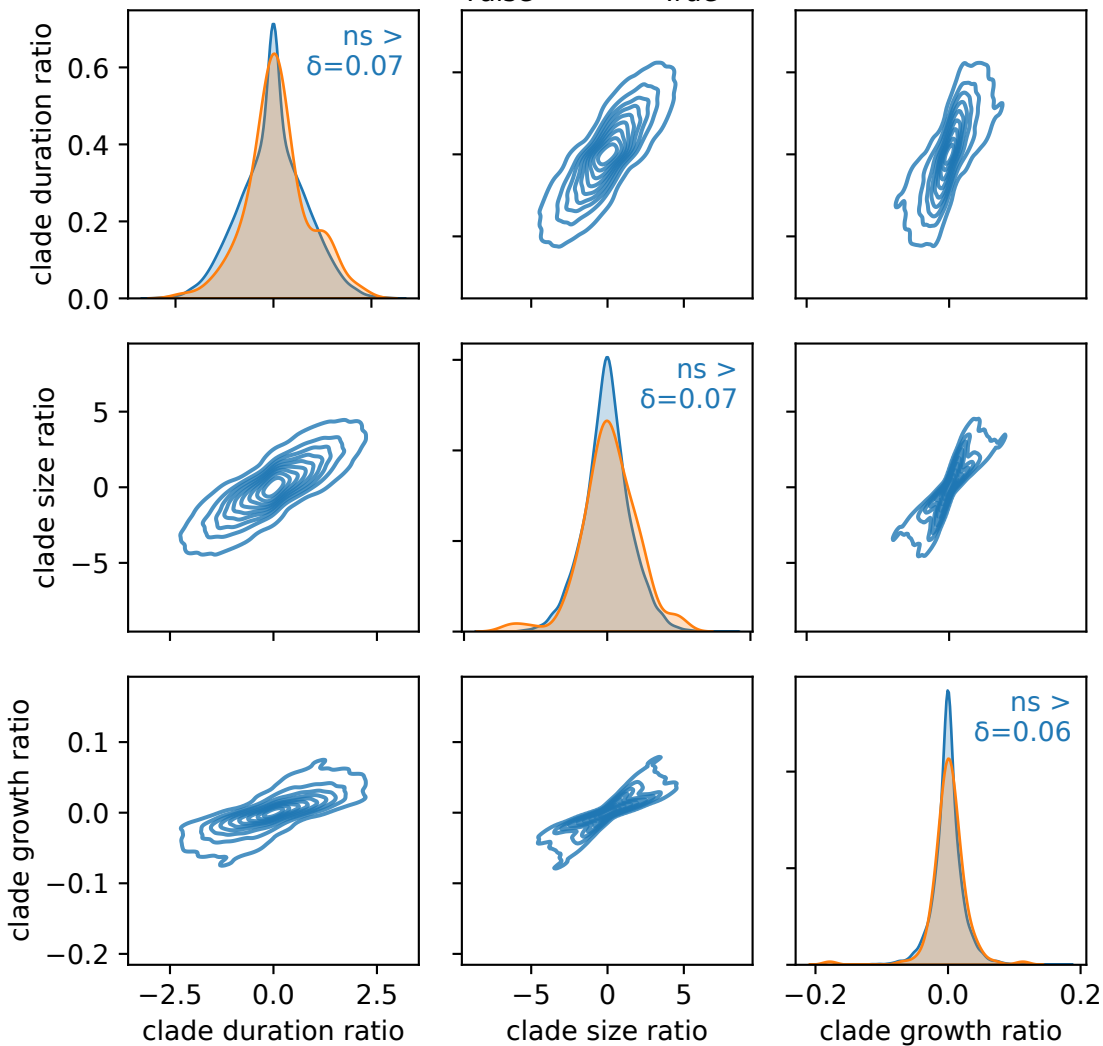 True
clade duration ratio
0.6
0.4
0.2
0.0
ns >
δ=0.07
clade size ratio
5
0
−5
ns >
δ=0.07
clade growth ratio
0.1
0.0
−0.1
−0.2
ns >
δ=0.06
−2.5
0.0
2.5
−5
0
5
−0.2
0.0
0.2
clade duration ratio
clade size ratio
clade growth ratio